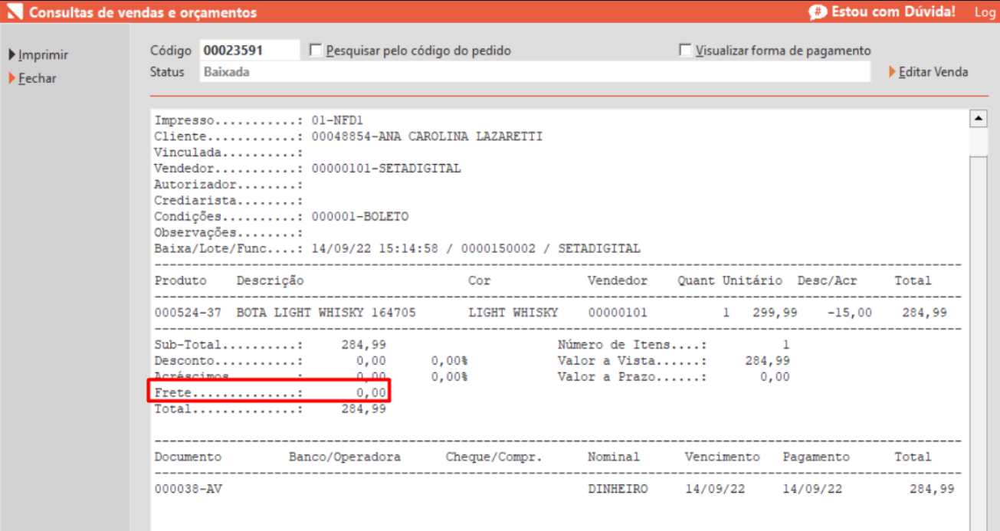 Consultas de vendas e orçamentos Estou com Dúvida! Log
Imprimir
Fechar
Código 00023591 Pesquisar pelo código do pedido Visualizar forma de pagamento
Status Baixada Editar Venda
Impresso...........: 01-NFD1
Cliente............: 00048854-ANA CAROLINA LAZARETTI
Vinculada..........:
Vendedor...........: 00000101-SETADIGITAL
Autorizador........:
Crediarista........:
Condições..........: 000001-BOLETO
Observações........:
Baixa/Lote/Func....: 14/09/22 15:14:58 / 0000150002 / SETADIGITAL
Produto Descrição Cor Vendedor Quant Unitário Desc/Acr Total
000524-37 BOTA LIGHT WHISKY 164705 LIGHT WHISKY 00000101 1 299,99 -15,00 284,99
Sub-Total..........: 284,99 Número de Itens....: 1
Desconto...........: 0,00 0,00% Valor a Vista......: 284,99
Acréscimos.........: 0,00 0,00% Valor a Prazo......: 0,00
Frete..............: 0,00
Total..............: 284,99
Documento Banco/Operadora Cheque/Compr. Nominal Vencimento Pagamento Total
000038-AV DINHEIRO 14/09/22 14/09/22 284,99